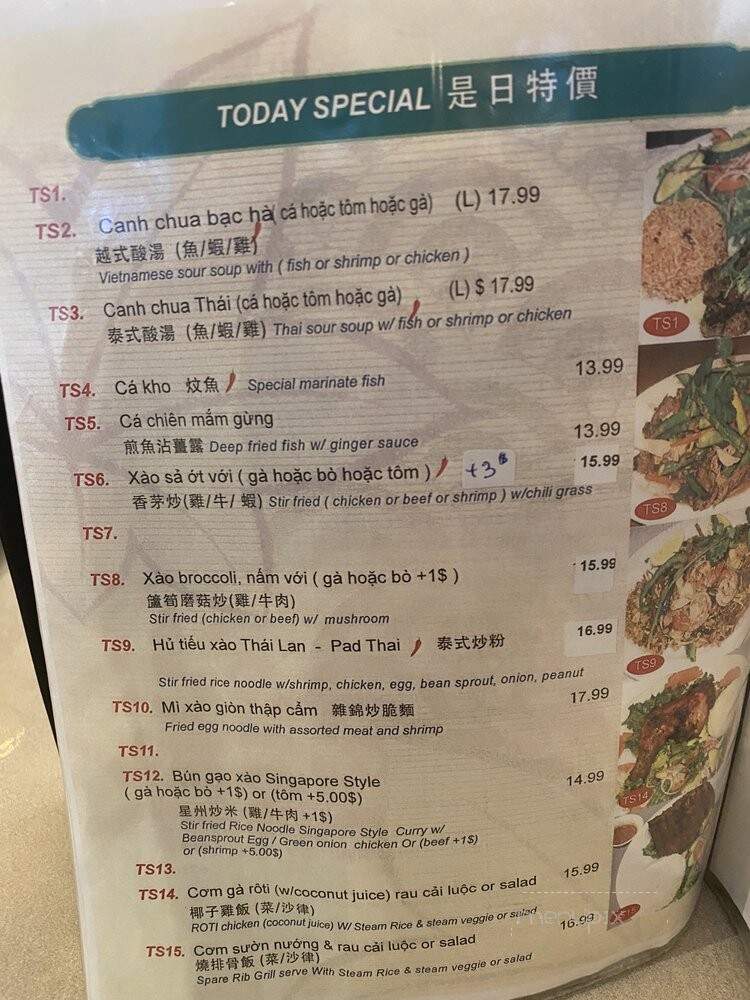 TODAY SPECIAL 是日特價
TS1.
TS2. Canh chua bạc hà( cá hoặc tôm hoặc gà) (L) 17.99
越式酸湯 (魚/蝦/雞)
Vietnamese sour soup with ( fish or shrimp or chicken )
TS3. Canh chua Thái (cá hoặc tôm hoặc gà) (L) $ 17.99
泰式酸湯 (魚/蝦/雞) Thai sour soup w/ fish or shrimp or chicken
TS4. Cá kho 炆魚 Special marinate fish 13.99
TS5. Cá chiên mắm gừng 13.99
煎魚沾薑露 Deep fried fish w/ ginger sauce
TS6. Xào sả ớt với ( gà hoặc bò hoặc tôm ) +3$ 15.99
香茅炒(雞/牛/ 蝦) Stir fried ( chicken or beef or shrimp ) w/chili grass
TS7.
TS8. Xào broccoli, nấm với ( gà hoặc bò +1$ ) 15.99
蘆筍磨菇炒(雞/牛肉)
Stir fried (chicken or beef) w/ mushroom
TS9. Hủ tiếu xào Thái Lan - Pad Thai 泰式炒粉 16.99
Stir fried rice noodle w/shrimp, chicken, egg, bean sprout, onion, peanut
TS10. Mì xào giòn thập cẩm 雜錦炒脆麵 17.99
Fried egg noodle with assorted meat and shrimp
TS11.
TS12. Bún gạo xào Singapore Style 14.99
( gà hoặc bò +1$) or (tôm +5.00$)
星州炒米 (雞/牛肉 +1$)
Stir fried Rice Noodle Singapore Style Curry w/
Beansprout Egg / Green onion chicken Or (beef +1$)
or (shrimp +5.00$)
TS13.
TS14. Cơm gà rôti (w/coconut juice) rau cải luộc or salad 15.99
椰子雞飯 (菜/沙律)
ROTI chicken (coconut juice) W/ Steam Rice & steam veggie or salad
TS15. Cơm sườn nướng & rau cải luộc or salad 16.99
燒排骨飯 (菜/沙律)
Spare Rib Grill serve With Steam Rice & steam veggie or salad
TS1
TS8
TS9
TS14
TS15